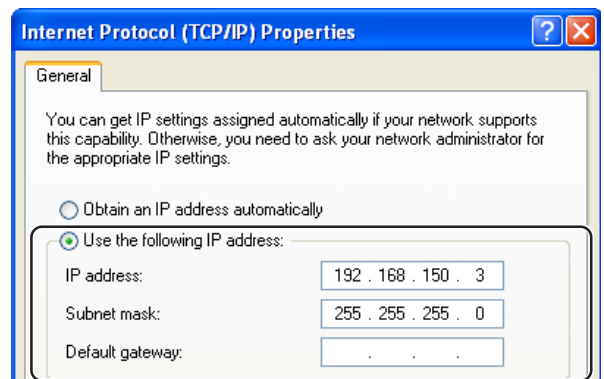 Internet Protocol (TCP/IP) Properties
General
You can get IP settings assigned automatically if your network supports
this capability. Otherwise, you need to ask your network administrator for
the appropriate IP settings.
Obtain an IP address automatically
Use the following IP address:
IP address: 192 . 168 . 150 . 3
Subnet mask: 255 . 255 . 255 . 0
Default gateway: . . .